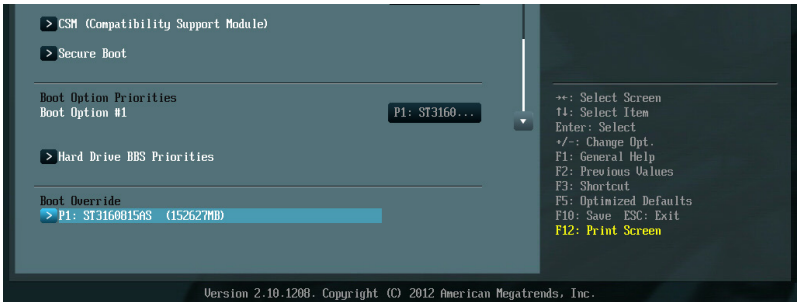 CSM (Compatibility Support Module)
Secure Boot
Boot Option Priorities
Boot Option #1 P1: ST3160...
Hard Drive BBS Priorities
Boot Override
P1: ST3160815AS (152627MB)
→←: Select Screen
↑↓: Select Item
Enter: Select
+/-: Change Opt.
F1: General Help
F2: Previous Values
F3: Shortcut
F5: Optimized Defaults
F10: Save ESC: Exit
F12: Print Screen
Version 2.10.1208. Copyright (C) 2012 American Megatrends, Inc.